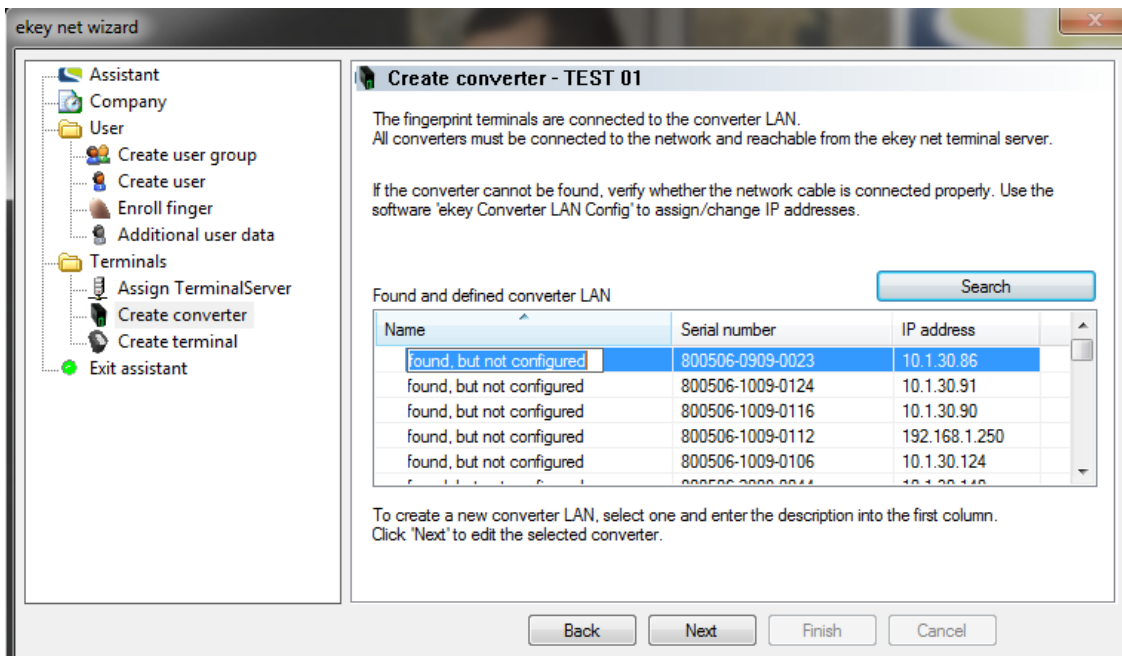 ekey net wizard
Assistant
Company
User
Create user group
Create user
Enroll finger
Additional user data
Terminals
Assign TerminalServer
Create converter
Create terminal
Exit assistant
Create converter - TEST 01
The fingerprint terminals are connected to the converter LAN.
All converters must be connected to the network and reachable from the ekey net terminal server.
If the converter cannot be found, verify whether the network cable is connected properly. Use the
software 'ekey Converter LAN Config' to assign/change IP addresses.
Search
Found and defined converter LAN
Name Serial number IP address
found, but not configured 800506-0909-0023 10.1.30.86
found, but not configured 800506-1009-0124 10.1.30.91
found, but not configured 800506-1009-0116 10.1.30.90
found, but not configured 800506-1009-0112 192.168.1.250
found, but not configured 800506-1009-0106 10.1.30.124
To create a new converter LAN, select one and enter the description into the first column.
Click 'Next' to edit the selected converter.
Back Next Finish Cancel